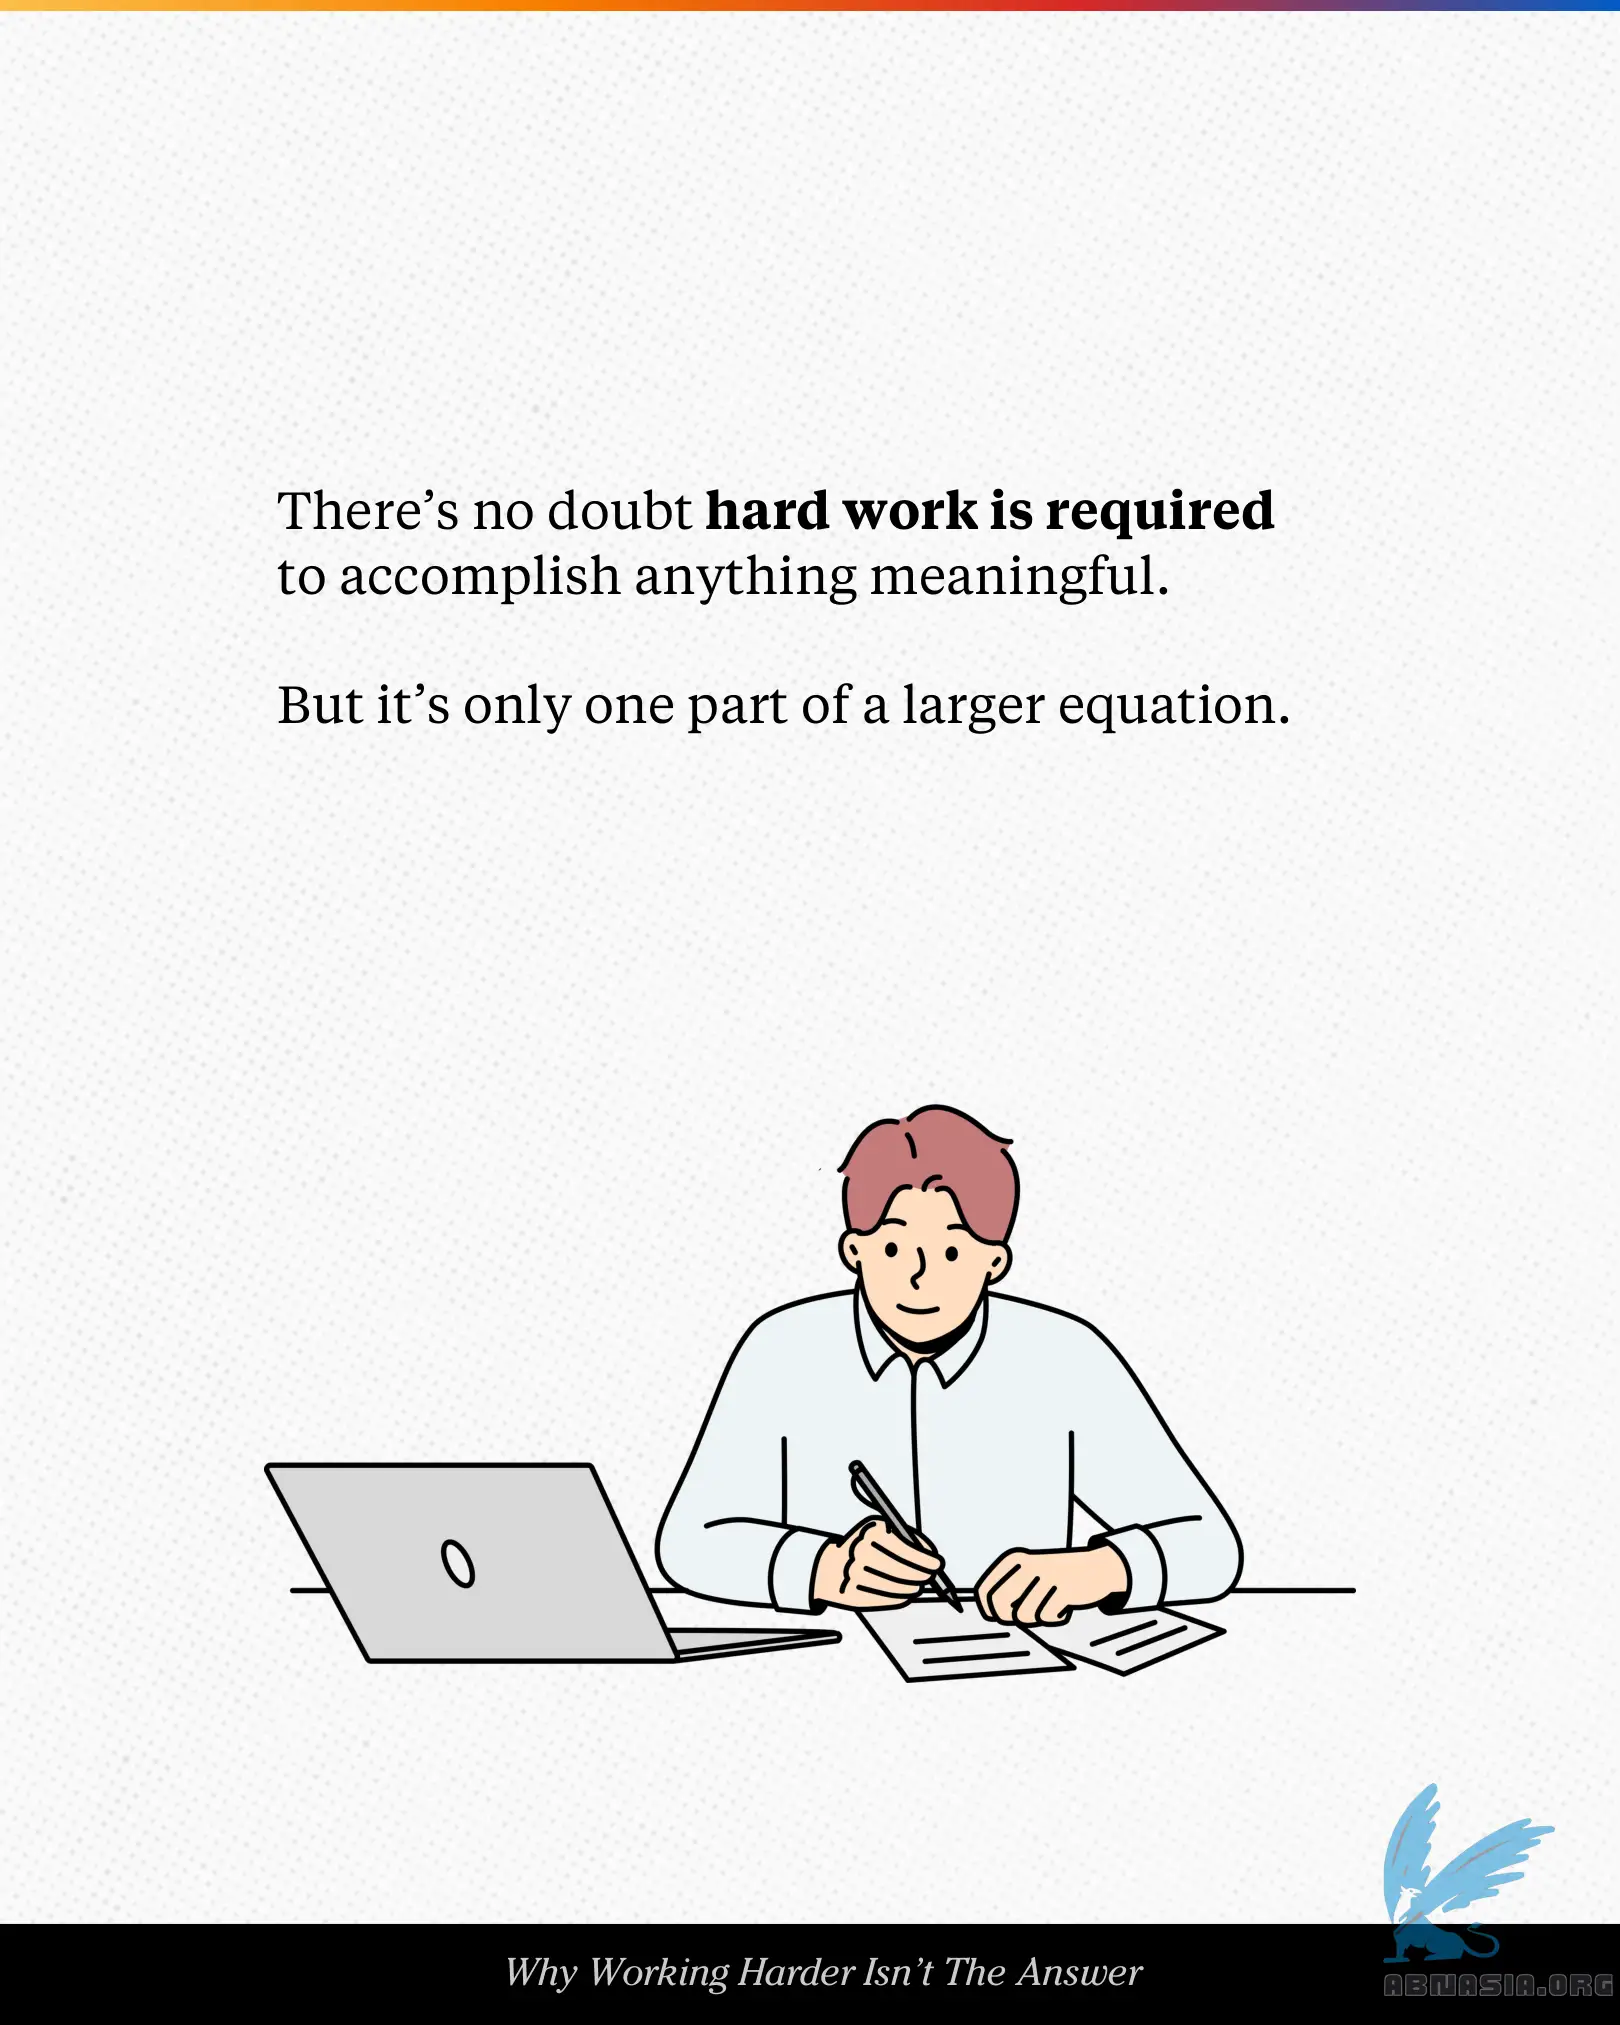 There’s no doubt hard work is required
to accomplish anything meaningful.
But it’s only one part of a larger equation.
Why Working Harder Isn’t The Answer
ABNASIA.ORG